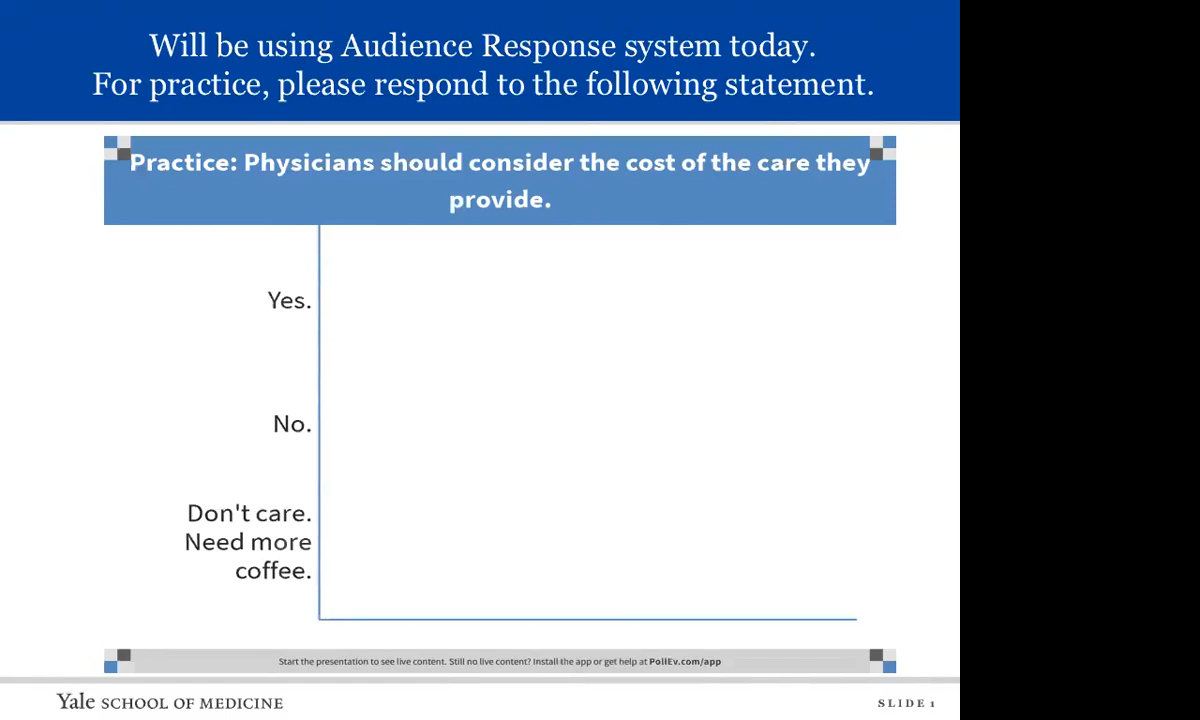 Will be using Audience Response system today.
For practice, please respond to the following statement.
Practice: Physicians should consider the cost of the care they
provide.
Yes.
No.
Don't care.
Need more
coffee.
Start the presentation to see live content. Still no live content? Install the app or get help at PollEv.com/app
Yale SCHOOL OF MEDICINE
SLIDE 1